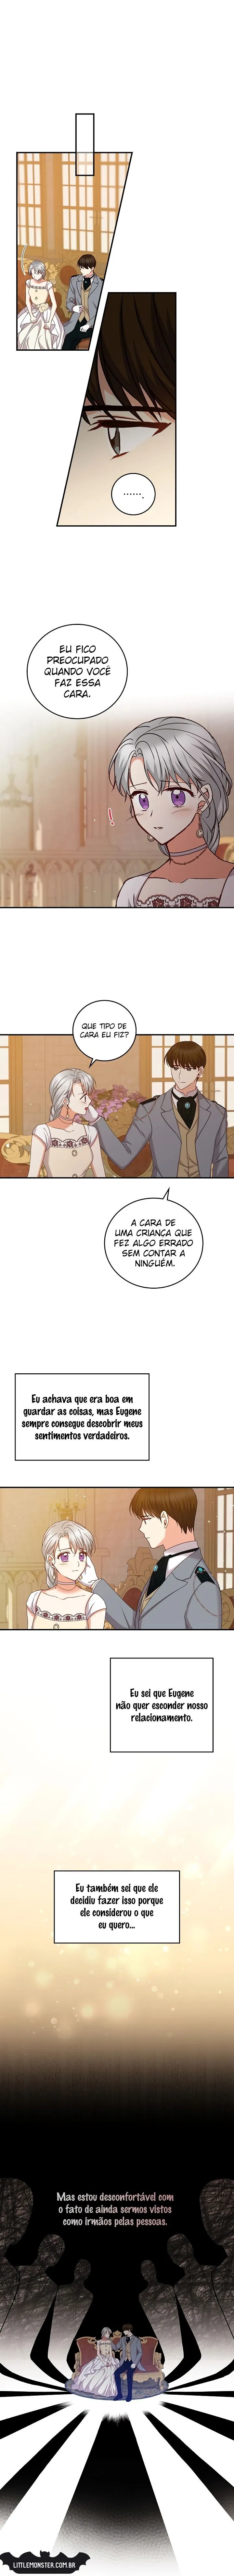 ......
EU FICO
PREOCUPADO
QUANDO VOCÊ
FAZ ESSA
CARA.
!
QUE TIPO DE
CARA EU FIZ?
A CARA DE
UMA CRIANÇA QUE
FEZ ALGO ERRADO
SEM CONTAR A
NINGUÉM.
Eu achava que era boa em
guardar as coisas, mas Eugene
sempre consegue descobrir meus
sentimentos verdadeiros.
Eu sei que Eugene
não quer esconder nosso
relacionamento.
Eu também sei que ele
decidiu fazer isso porque
ele considerou o que
eu quero...
Mas estou desconfortável com
o fato de ainda sermos vistos
como irmãos pelas pessoas.
LITTLEMONSTER.COM.BR